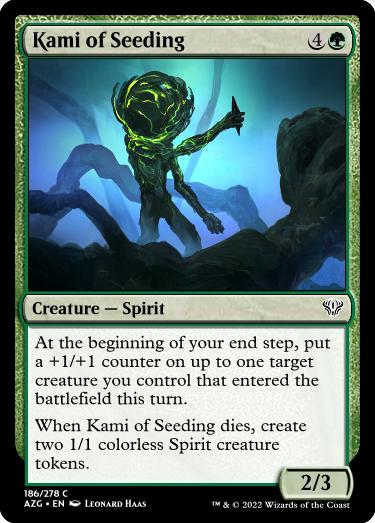 Kami of Seeding 4
Creature — Spirit
At the beginning of your end step, put
a +1/+1 counter on up to one target
creature you control that entered the
battlefield this turn.
When Kami of Seeding dies, create
two 1/1 colorless Spirit creature
tokens.
2/3
186/278 C
AZG • EN Leonard Haas
™ & © 2022 Wizards of the Coast